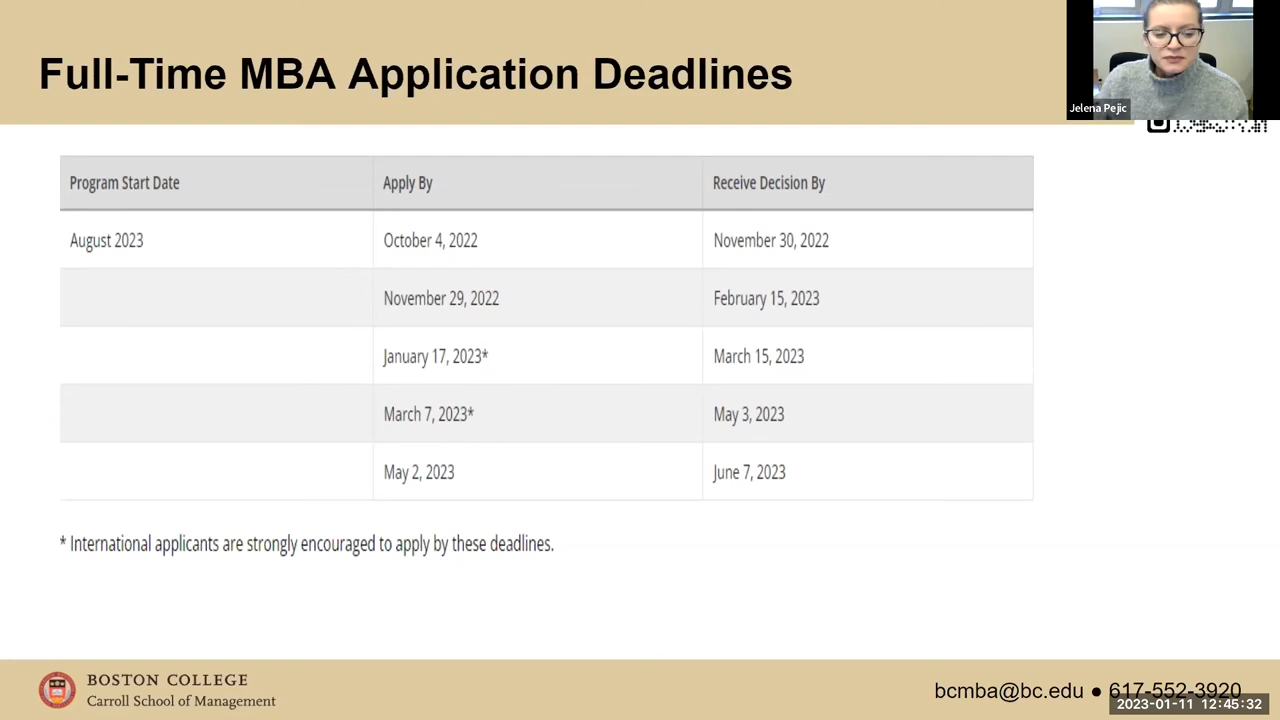 Full-Time MBA Application Deadlines
Jelena Pejic
Program Start Date Apply By Receive Decision By
August 2023 October 4, 2022 November 30, 2022
November 29, 2022 February 15, 2023
January 17, 2023* March 15, 2023
March 7, 2023* May 3, 2023
May 2, 2023 June 7, 2023
* International applicants are strongly encouraged to apply by these deadlines.
BOSTON COLLEGE
Carroll School of Management
bcmba@bc.edu ● 617-552-3920
2023-01-11 12:45:32